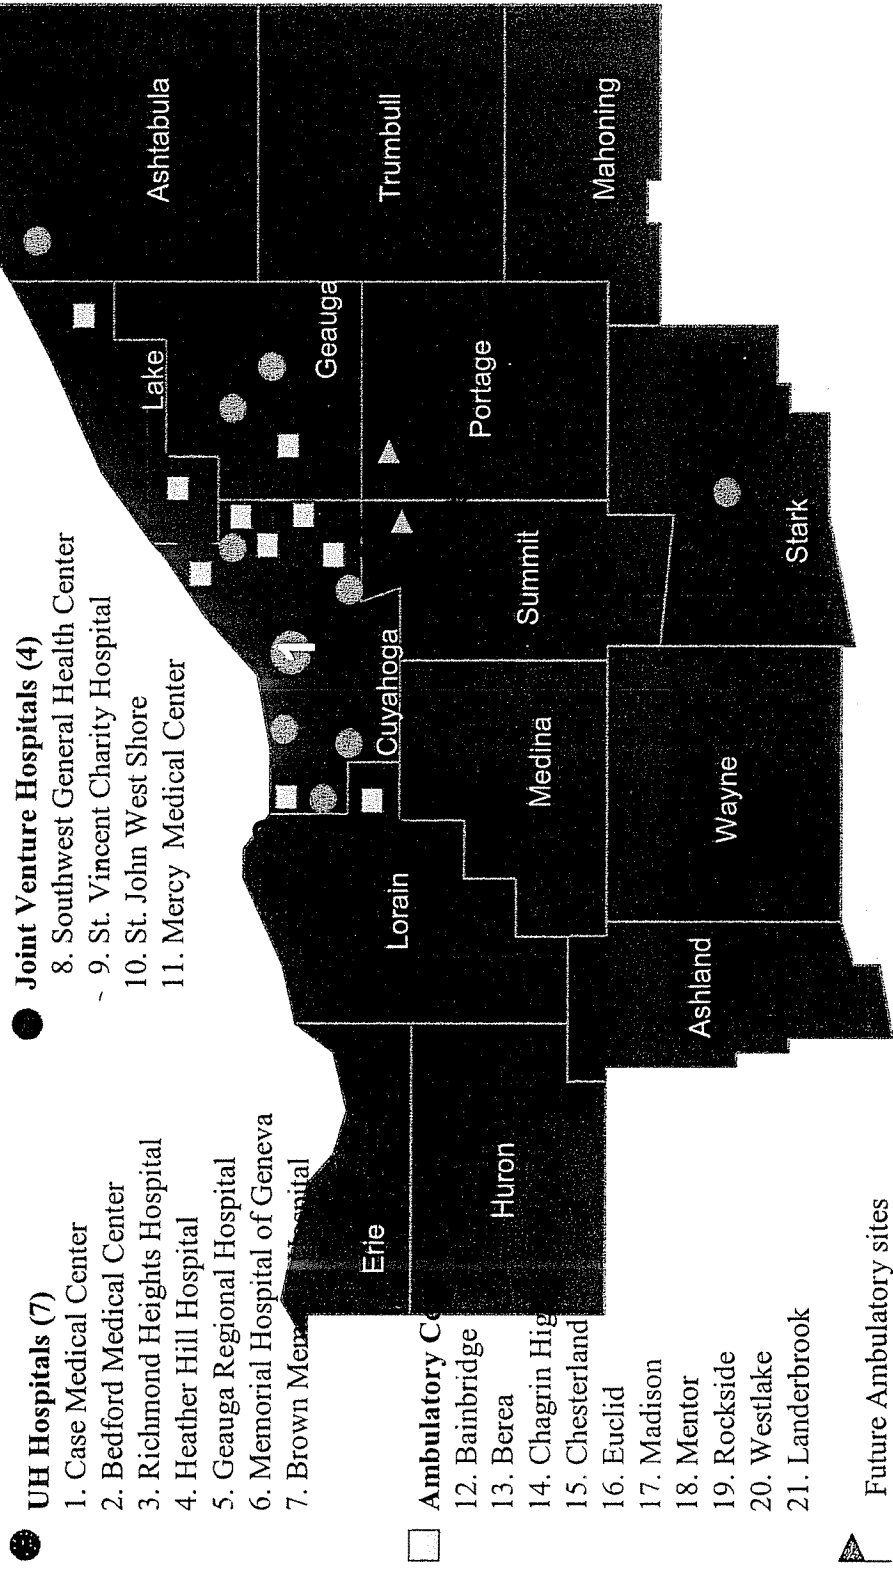 UH Hospitals (7)
1. Case Medical Center
2. Bedford Medical Center
3. Richmond Heights Hospital
4. Heather Hill Hospital
5. Geauga Regional Hospital
6. Memorial Hospital of Geneva
7. Brown Mem
Joint Venture Hospitals (4)
8. Southwest General Health Center
9. St. Vincent Charity Hospital
10. St. John West Shore
11. Mercy Medical Center
Ambulatory
12. Bainbridge
13. Berea
14. Chagrin Hig
15. Chesterland
16. Euclid
17. Madison
18. Mentor
19. Rockside
20. Westlake
21. Landerbrook
Future Ambulatory sites
Ashtabula
Lake
Geauga
Trumbull
1
Cuyahoga
Portage
Mahoning
Lorain
Summit
Medina
Erie
Huron
Stark
Wayne
Ashland